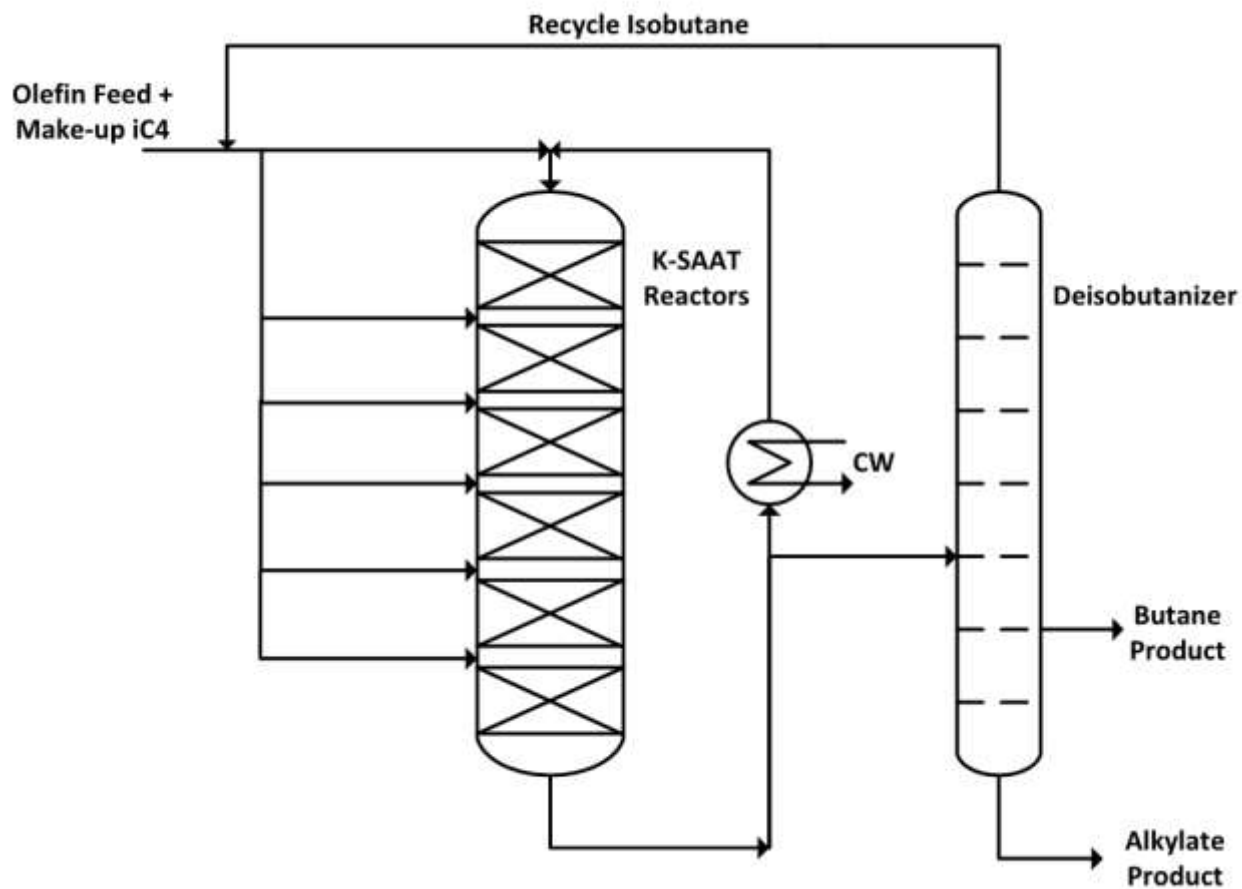 Recycle Isobutane
Olefin Feed +
Make-up iC4
K-SAAT
Reactors
Deisobutanizer
CW
Butane
Product
Alkylate
Product